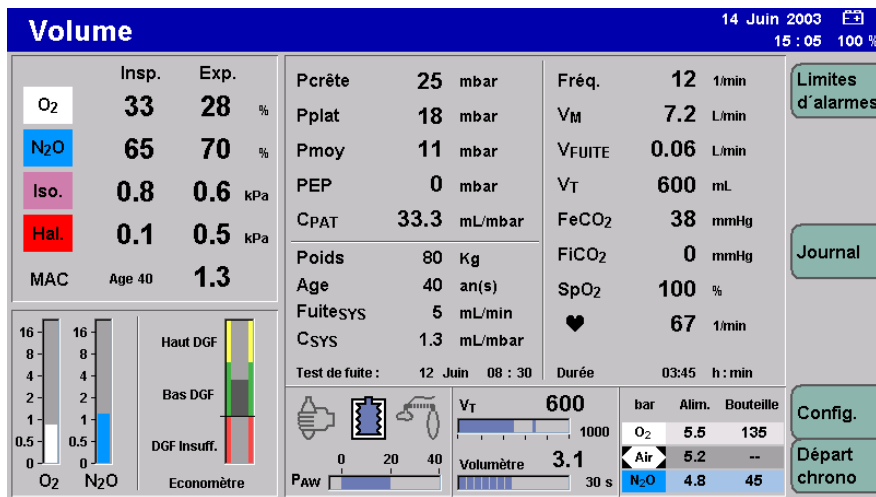 Volume
14 Juin 2003
15 : 05 100 %
Insp. Exp.
O2 33 28 %
N2O 65 70 %
Iso. 0.8 0.6 kPa
Hal. 0.1 0.5 kPa
MAC Age 40 1.3
Pcrête 25 mbar
Pplat 18 mbar
Pmoy 11 mbar
PEP 0 mbar
CPAT 33.3 mL/mbar
Poids 80 Kg
Age 40 an(s)
FuiteSYS 5 mL/min
CSYS 1.3 mL/mbar
Test de fuite : 12 Juin 08 : 30
Fréq. 12 1/min
VM 7.2 L/min
VFUITE 0.06 L/min
VT 600 mL
FeCO2 38 mmHg
FiCO2 0 mmHg
SpO2 100 %
67 1/min
Durée 03:45 h : min
Limites
d´alarmes
Journal
Config.
Départ
chrono
16 16
8 8
4 4
2 2
1 1
0.5 0.5
0 0
O2 N2O
Haut DGF
Bas DGF
DGF Insuff.
Economètre
0 20 40
PAW
VT 600
1000
Volumètre 3.1
30 s
bar Alim. Bouteille
O2 5.5 135
Air 5.2 --
N2O 4.8 45